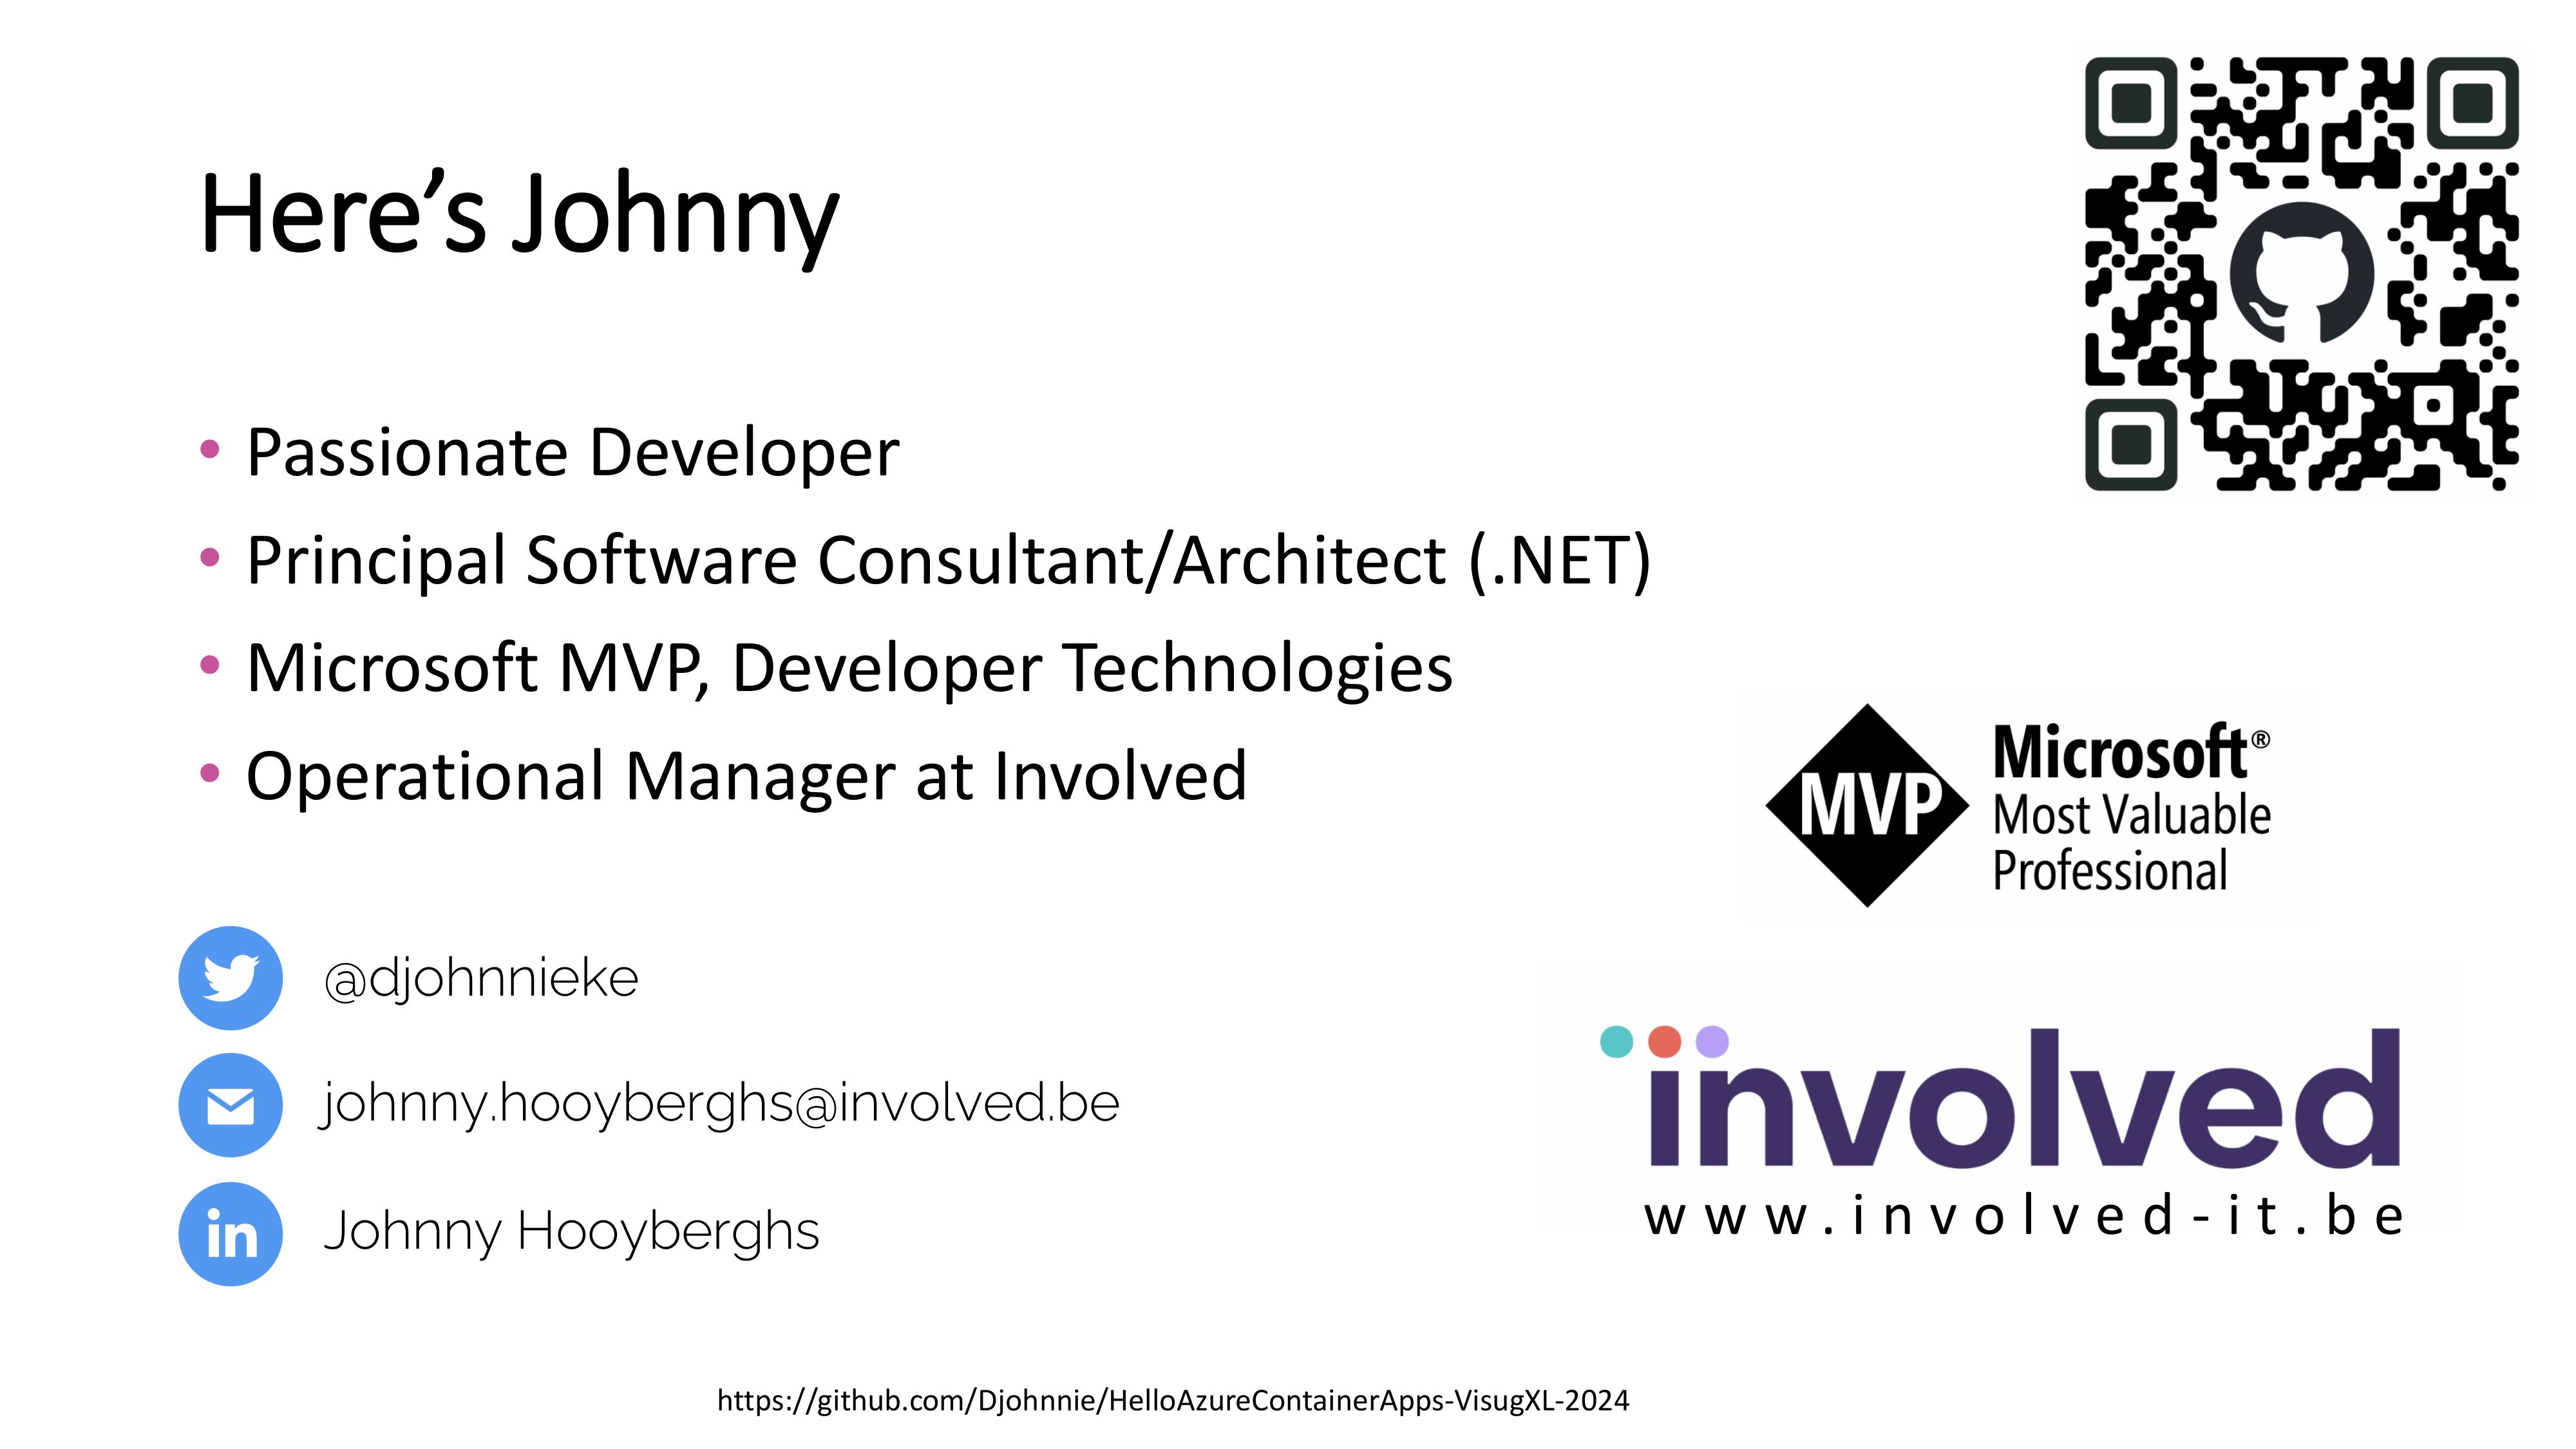 Here’s Johnny
• Passionate Developer
• Principal Software Consultant/Architect (.NET)
• Microsoft MVP, Developer Technologies
• Operational Manager at Involved
MVP
Microsoft®
Most Valuable
Professional
@djohnnieke
johnny.hooyberghs@involved.be
in
Johnny Hooyberghs
involved
www.involved-it.be
https://github.com/Djohnnie/HelloAzureContainerApps-VisugXL-2024